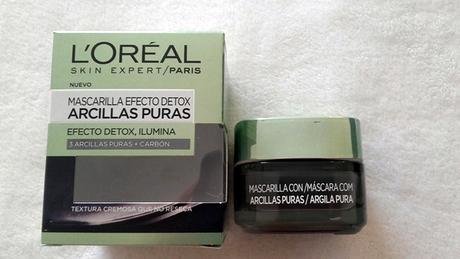 L'ORÉAL
SKIN EXPERT/PARIS
NUEVO
MASCARILLA EFECTO DETOX
ARCILLAS PURAS
EFECTO DETOX, ILUMINA
3 ARCILLAS PURAS + CARBÓN
TEXTURA CREMOSA QUE NO RESECA
MASCARILLA CON/MÁSCARA COM
ARCILLAS PURAS/ARGILA PURA